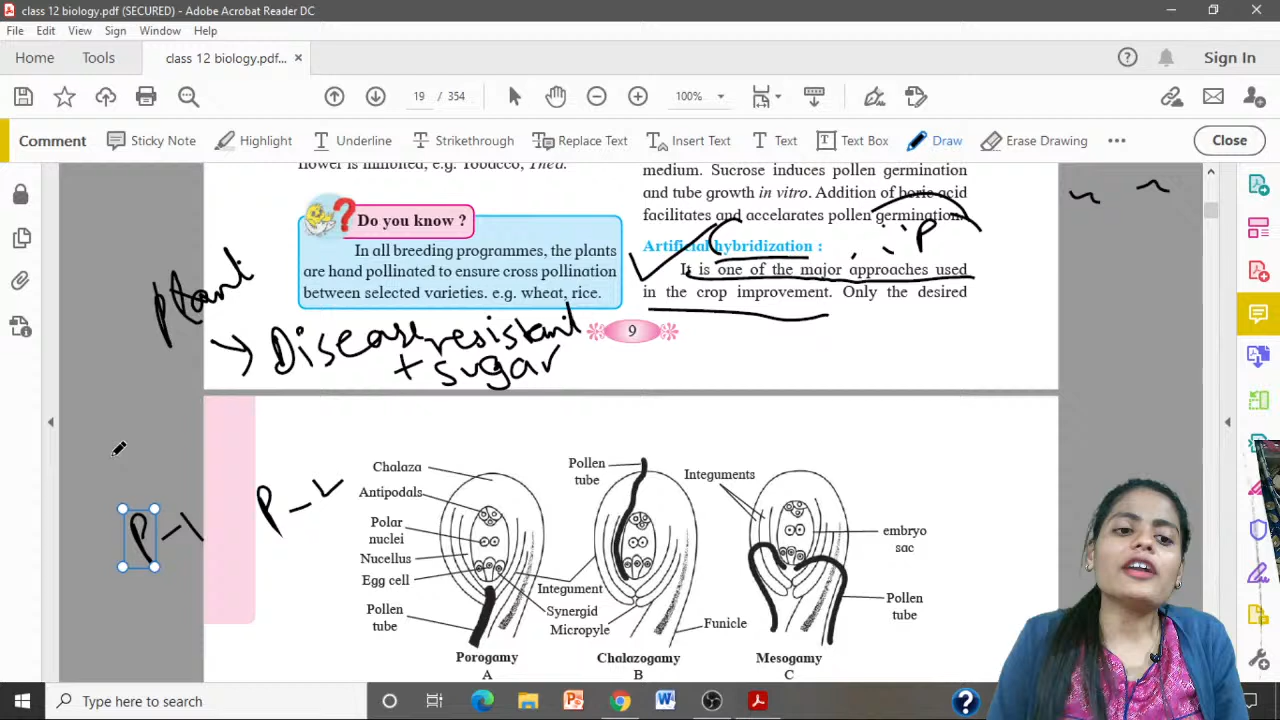 class 12 biology.pdf (SECURED) - Adobe Acrobat Reader DC
File Edit View Sign Window Help
Home Tools class 12 biology.pdf... × Sign In
19 / 354 100%
Comment Sticky Note Highlight Underline Strikethrough Replace Text Insert Text Text Text Box Draw Erase Drawing Close
flower is inhibited, e.g. Tobacco, Thea.
Do you know ?
In all breeding programmes, the plants
are hand pollinated to ensure cross pollination
between selected varieties. e.g. wheat, rice.
medium. Sucrose induces pollen germination
and tube growth in vitro. Addition of boric acid
facilitates and accelarates pollen germination.
Artificial hybridization :
It is one of the major approaches used
in the crop improvement. Only the desired
∴ P
Plant
→ Disease resistant
+ sugar
9
P-1
P-2
Chalaza
Antipodals
Polar
nuclei
Nucellus
Egg cell
Pollen
tube
Porogamy
A
Pollen
tube
Integument
Synergid
Micropyle
Funicle
Chalazogamy
B
Integuments
embryo
sac
Pollen
tube
Mesogamy
C
Type here to search